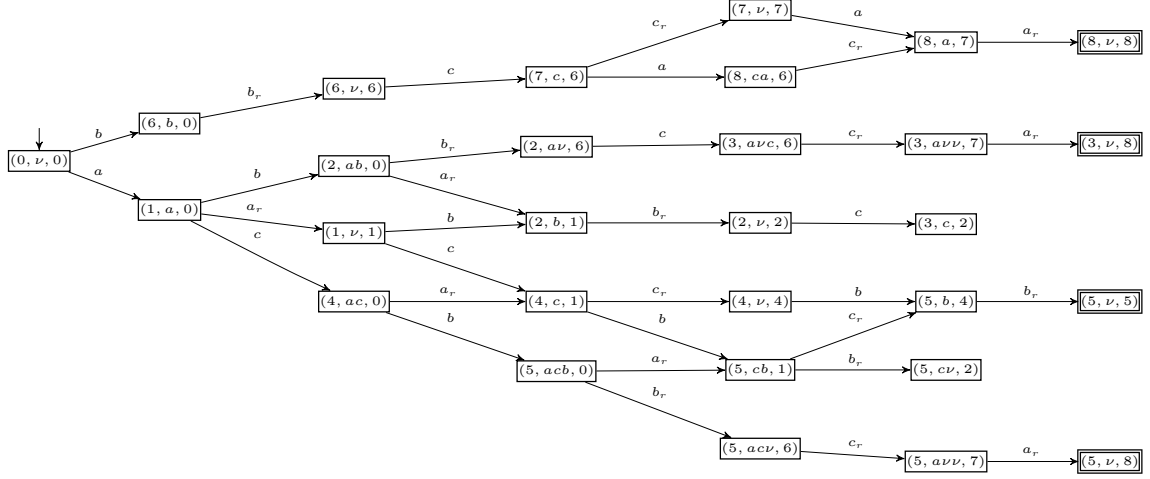 (7, ν, 7)
a
c_r
(8, a, 7)
a_r
(8, ν, 8)
c_r
c
(7, c, 6)
a
(8, ca, 6)
(6, ν, 6)
b_r
(6, b, 0)
b
(0, ν, 0)
a
(2, aν, 6)
c
(3, aνc, 6)
c_r
(3, aνν, 7)
a_r
(3, ν, 8)
b_r
(2, ab, 0)
b
a_r
(1, a, 0)
a_r
c
(1, ν, 1)
b
(2, b, 1)
b_r
(2, ν, 2)
c
(3, c, 2)
c
(4, ac, 0)
a_r
(4, c, 1)
c_r
(4, ν, 4)
b
(5, b, 4)
b_r
(5, ν, 5)
b
b
c_r
(5, acb, 0)
a_r
(5, cb, 1)
b_r
(5, cν, 2)
b_r
(5, acν, 6)
c_r
(5, aνν, 7)
a_r
(5, ν, 8)